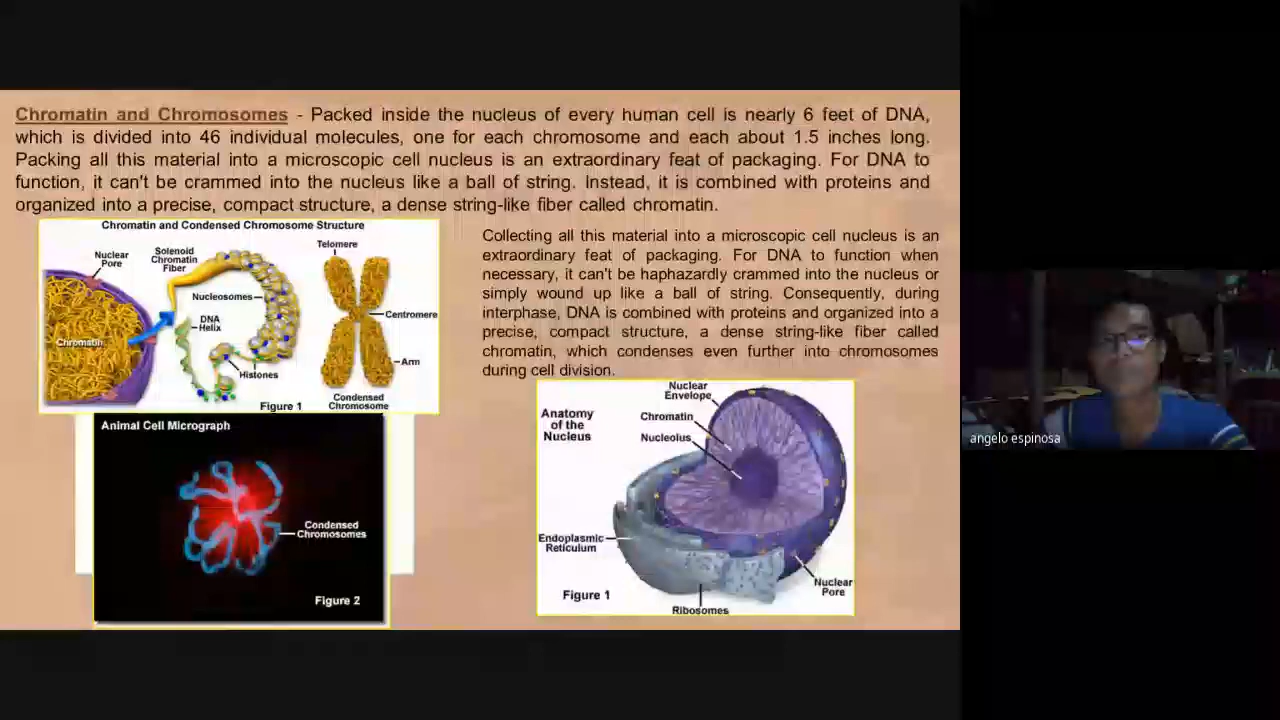 Chromatin and Chromosomes - Packed inside the nucleus of every human cell is nearly 6 feet of DNA,
which is divided into 46 individual molecules, one for each chromosome and each about 1.5 inches long.
Packing all this material into a microscopic cell nucleus is an extraordinary feat of packaging. For DNA to
function, it can't be crammed into the nucleus like a ball of string. Instead, it is combined with proteins and
organized into a precise, compact structure, a dense string-like fiber called chromatin.
Chromatin and Condensed Chromosome Structure
Nuclear
Pore
Solenoid
Chromatin
Fiber
Telomere
Nucleosomes
DNA
Helix
Centromere
Chromatin
Arm
Histones
Condensed
Chromosome
Figure 1
Collecting all this material into a microscopic cell nucleus is an
extraordinary feat of packaging. For DNA to function when
necessary, it can't be haphazardly crammed into the nucleus or
simply wound up like a ball of string. Consequently, during
interphase, DNA is combined with proteins and organized into a
precise, compact structure, a dense string-like fiber called
chromatin, which condenses even further into chromosomes
during cell division.
Animal Cell Micrograph
Condensed
Chromosomes
Figure 2
Anatomy
of the
Nucleus
Nuclear
Envelope
Chromatin
Nucleolus
Endoplasmic
Reticulum
Figure 1
Ribosomes
Nuclear
Pore
angelo espinosa